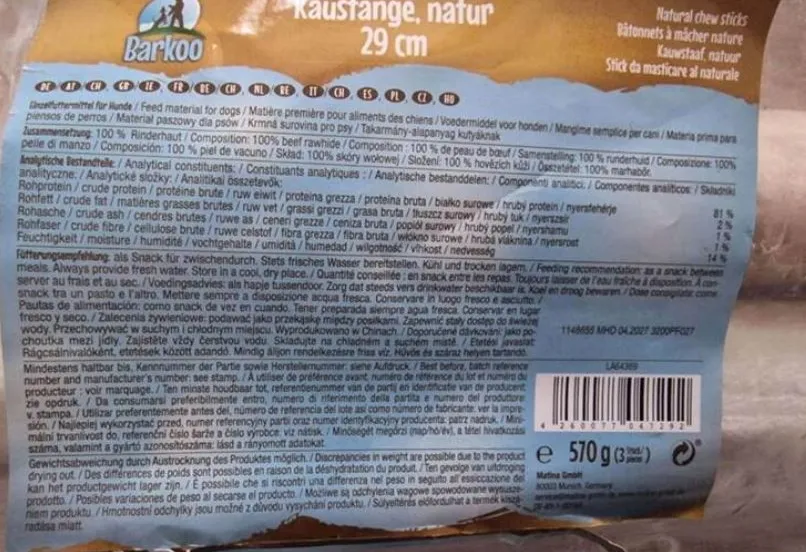 Barkoo
Kaustange, natur
29 cm
Natural chew sticks
Bâtonnets à mâcher nature
Kauwstaaf, natuur
Stick da masticare al naturale
DE AT CH GB IE FR BE CH NL BE IT CH ES PL CZ HU
Einzelfuttermittel für Hunde / Feed material for dogs / Matière première pour aliments des chiens / Voedermiddel voor honden / Mangime semplice per cani / Materia prima para
piensos de perros / Materiał paszowy dla psów / Krmná surovina pro psy / Takarmány-alapanyag kutyáknak
Zusammensetzung: 100 % Rinderhaut / Composition: 100% beef rawhide / Composition : 100 % de peau de bœuf / Samenstelling: 100 % runderhuid / Composizione: 100%
pelle di manzo / Composición: 100 % piel de vacuno / Skład: 100% skóry wołowej / Složení: 100 % hovězích kůží / Összetétel: 100% marhabőr.
Analytische Bestandteile: / Analytical constituents: / Constituants analytiques : / Analytische bestanddelen: / Componenti analitici: / Componentes analíticos: / Składniki
analityczne: / Analytické složky: / Analitikai összetevők:
Rohprotein / crude protein / protéine brute / ruw eiwit / proteina grezza / proteína bruta / białko surowe / hrubý protein / nyersfehérje 81 %
Rohfett / crude fat / matières grasses brutes / ruw vet / grassi grezzi / grasa bruta / tłuszcz surowy / hrubý tuk / nyerszsír 2 %
Rohasche / crude ash / cendres brutes / ruwe as / ceneri grezze / ceniza bruta / popiół surowy / hrubý popel / nyershamu 1 %
Rohfaser / crude fibre / cellulose brute / ruwe celstof / fibra grezza / fibra bruta / włókno surowe / hrubá vláknina / nyersrost 1 %
Feuchtigkeit / moisture / humidité / vochtgehalte / umidità / humedad / wilgotność / vlhkost / nedvesség 14 %
Fütterungsempfehlung: als Snack für zwischendurch. Stets frisches Wasser bereitstellen. Kühl und trocken lagern. / Feeding recommendation: as a snack between
meals. Always provide fresh water. Store in a cool, dry place. / Quantité conseillée : en snack entre les repas. Toujours laisser de l'eau fraîche à disposition. À con-
server au frais et au sec. / Voedingsadvies: als hapje tussendoor. Zorg dat steeds vers drinkwater beschikbaar is. Koel en droog bewaren. / Dose consigliata: come
snack tra un pasto e l'altro. Mettere sempre a disposizione acqua fresca. Conservare in luogo fresco e asciutto. /
Pautas de alimentación: como snack de vez en cuando. Tener preparada siempre agua fresca. Conservar en lugar
fresco y seco. / Zalecenia żywieniowe: podawać jako przekąskę między posiłkami. Zapewnić stały dostęp do świeżej
wody. Przechowywać w suchym i chłodnym miejscu. Wyprodukowano w Chinach. / Doporučené dávkování: jako po-
choutka mezi jídly. Zajistěte vždy čerstvou vodu. Skladujte na chladném a suchém místě. / Etetési javaslat:
Rágcsálnivalóként, etetések között adandó. Mindig álljon rendelkezésre friss víz. Hűvös és száraz helyen tartandó.
1146655 MHD 04.2027 3200PF027
LA64369
Mindestens haltbar bis, Kennnummer der Partie sowie Herstellernummer: siehe Aufdruck. / Best before, batch reference
number and manufacturer's number: see stamp. / À utiliser de préférence avant, numéro de référence du lot et numéro du
producteur : voir marquage. / Ten minste houdbaar tot, referentienummer van de partij en identificatie van de producent:
zie opdruk. / Da consumarsi preferibilmente entro, numero di riferimento della partita e numero del produttore:
v. stampa. / Utilizar preferentemente antes del, número de referencia del lote así como número de fabricante: ver la impre-
sión. / Najlepiej wykorzystać przed, numer referencyjny partii oraz numer identyfikacyjny producenta: patrz nadruk. / Mini-
mální trvanlivost do, referenční číslo šarže a číslo výrobce: viz tisk. / Minőségét megőrzi (nap/hó/év), a tétel hivatkozási
száma, valamint a gyártó azonosítószáma: lásd a rányomott adatokat.
4 260077 047292
e 570 g (3 Stück/ pieces)
Matina GmbH
80003 Munich, Germany
Gewichtsabweichung durch Austrocknung des Produktes möglich. / Discrepancies in weight are possible due to the product
drying out. / Des différences de poids sont possibles en raison de la déshydratation du produit. / Ten gevolge van uitdroging
kan het productgewicht lager zijn. / È possibile che si riscontri una differenza nel peso in seguito all'essiccazione del
prodotto. / Posibles variaciones de peso al secarse el producto. / Możliwe są odchylenia wagowe spowodowane wysusze-
niem produktu. / Hmotnostní odchylky jsou možné z důvodu vysychání produktu. / Súlyeltérés előfordulhat a termék kiszá-
radása miatt.